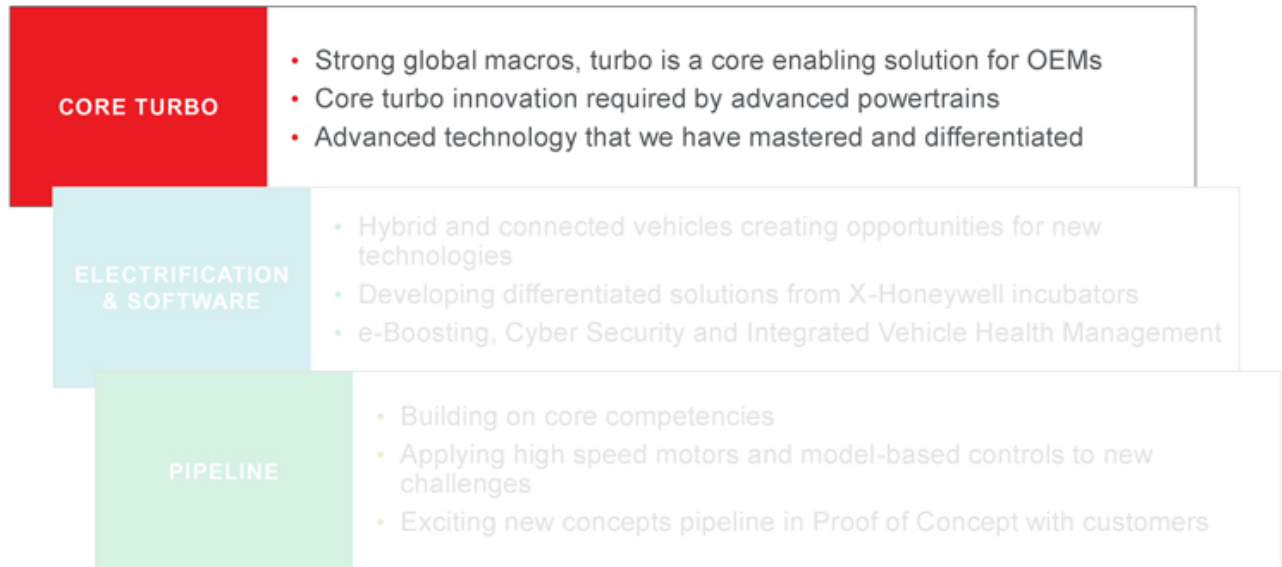 CORE TURBO
• Strong global macros, turbo is a core enabling solution for OEMs
• Core turbo innovation required by advanced powertrains
• Advanced technology that we have mastered and differentiated
ELECTRIFICATION
& SOFTWARE
• Hybrid and connected vehicles creating opportunities for new
technologies
• Developing differentiated solutions from X-Honeywell incubators
• e-Boosting, Cyber Security and Integrated Vehicle Health Management
PIPELINE
• Building on core competencies
• Applying high speed motors and model-based controls to new
challenges
• Exciting new concepts pipeline in Proof of Concept with customers